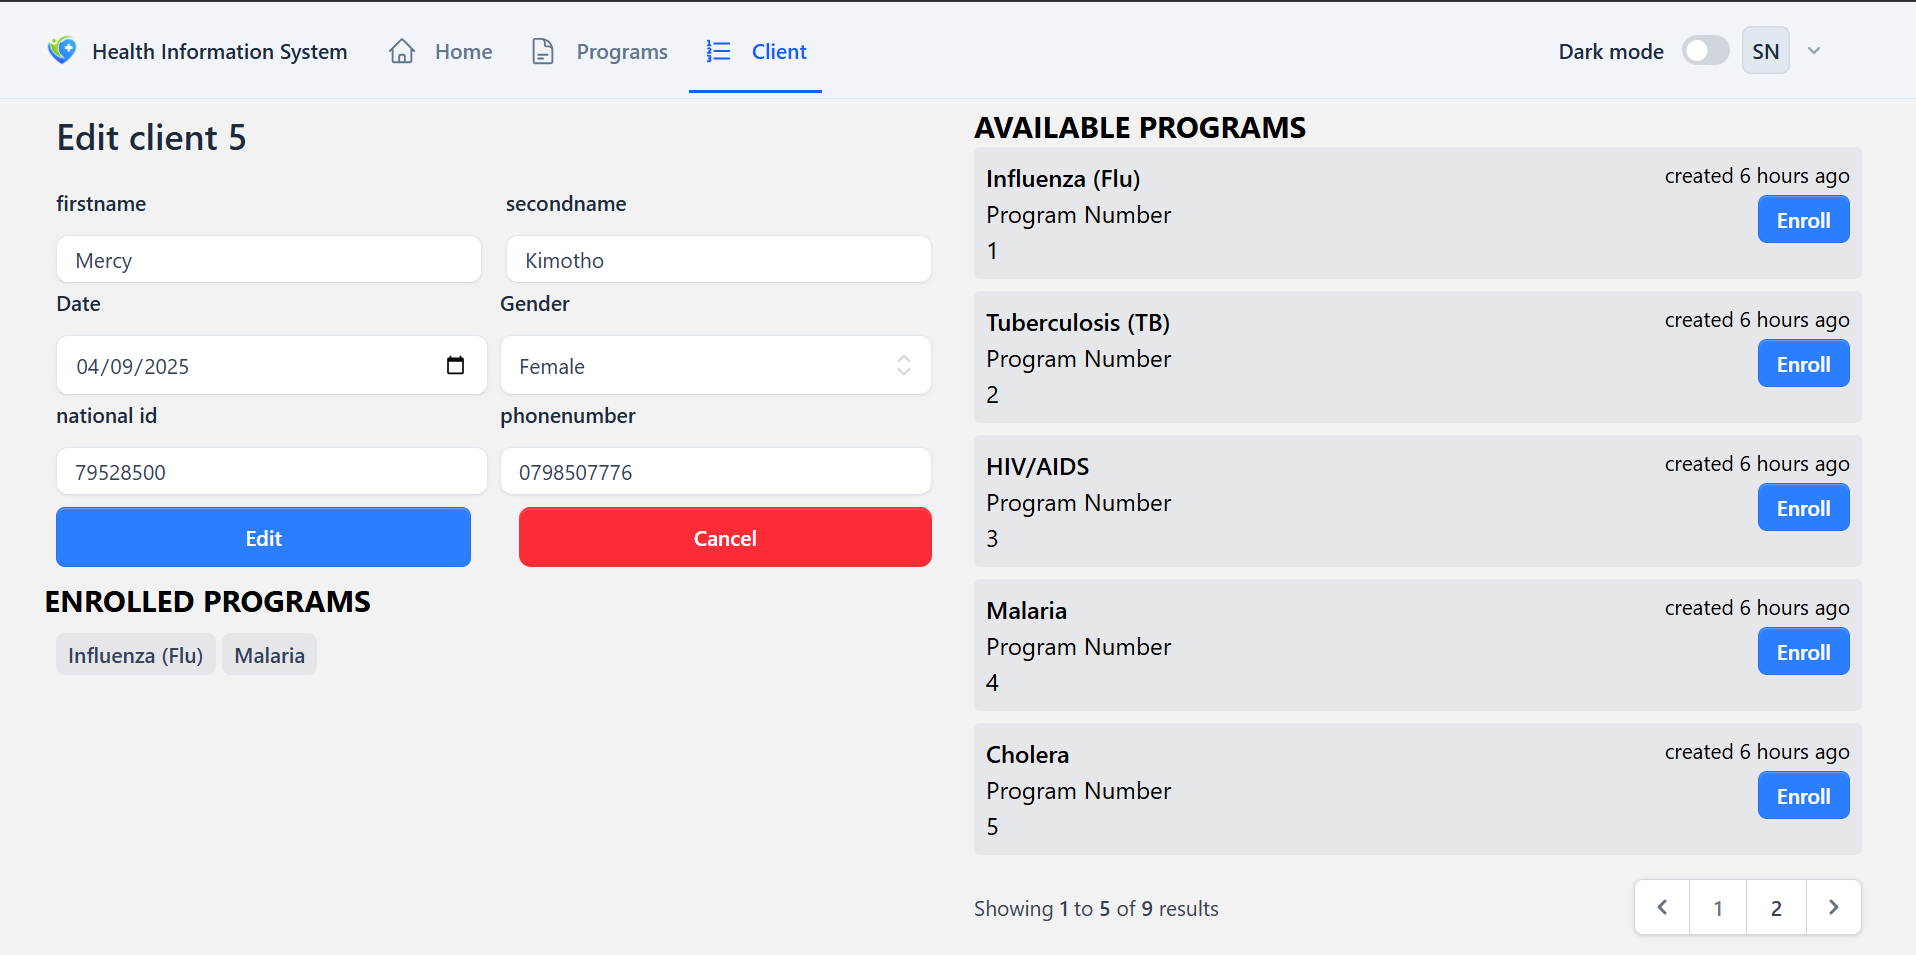 Health Information System
Home
Programs
Client
Dark mode
SN
Edit client 5
firstname
secondname
Mercy
Kimotho
Date
Gender
04/09/2025
Female
national id
phonenumber
79528500
0798507776
Edit
Cancel
ENROLLED PROGRAMS
Influenza (Flu)
Malaria
AVAILABLE PROGRAMS
Influenza (Flu)
created 6 hours ago
Program Number
Enroll
1
Tuberculosis (TB)
created 6 hours ago
Program Number
Enroll
2
HIV/AIDS
created 6 hours ago
Program Number
Enroll
3
Malaria
created 6 hours ago
Program Number
Enroll
4
Cholera
created 6 hours ago
Program Number
Enroll
5
Showing 1 to 5 of 9 results
1
2